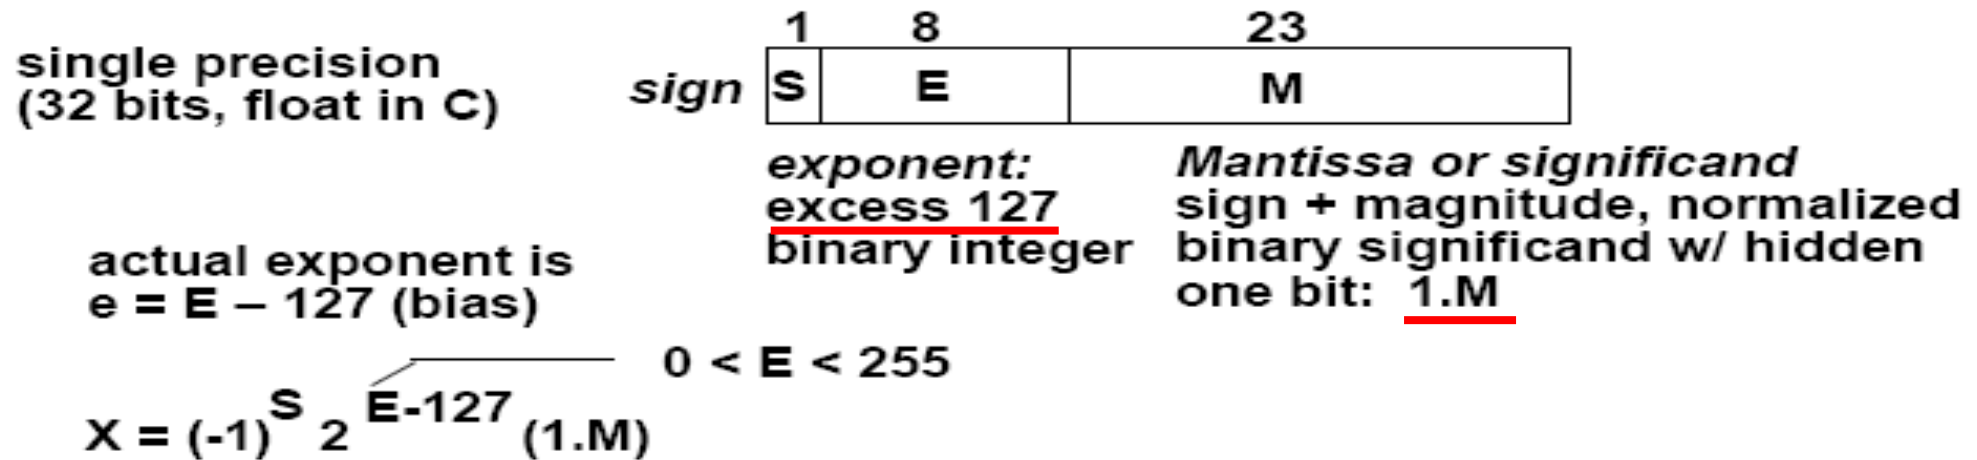 1 8 23
single precision
(32 bits, float in C)
sign S E M
exponent:
excess 127
binary integer
Mantissa or significand
sign + magnitude, normalized
binary significand w/ hidden
one bit: 1.M
actual exponent is
e = E – 127 (bias)
0 < E < 255
X = (-1)^S 2^E-127 (1.M)